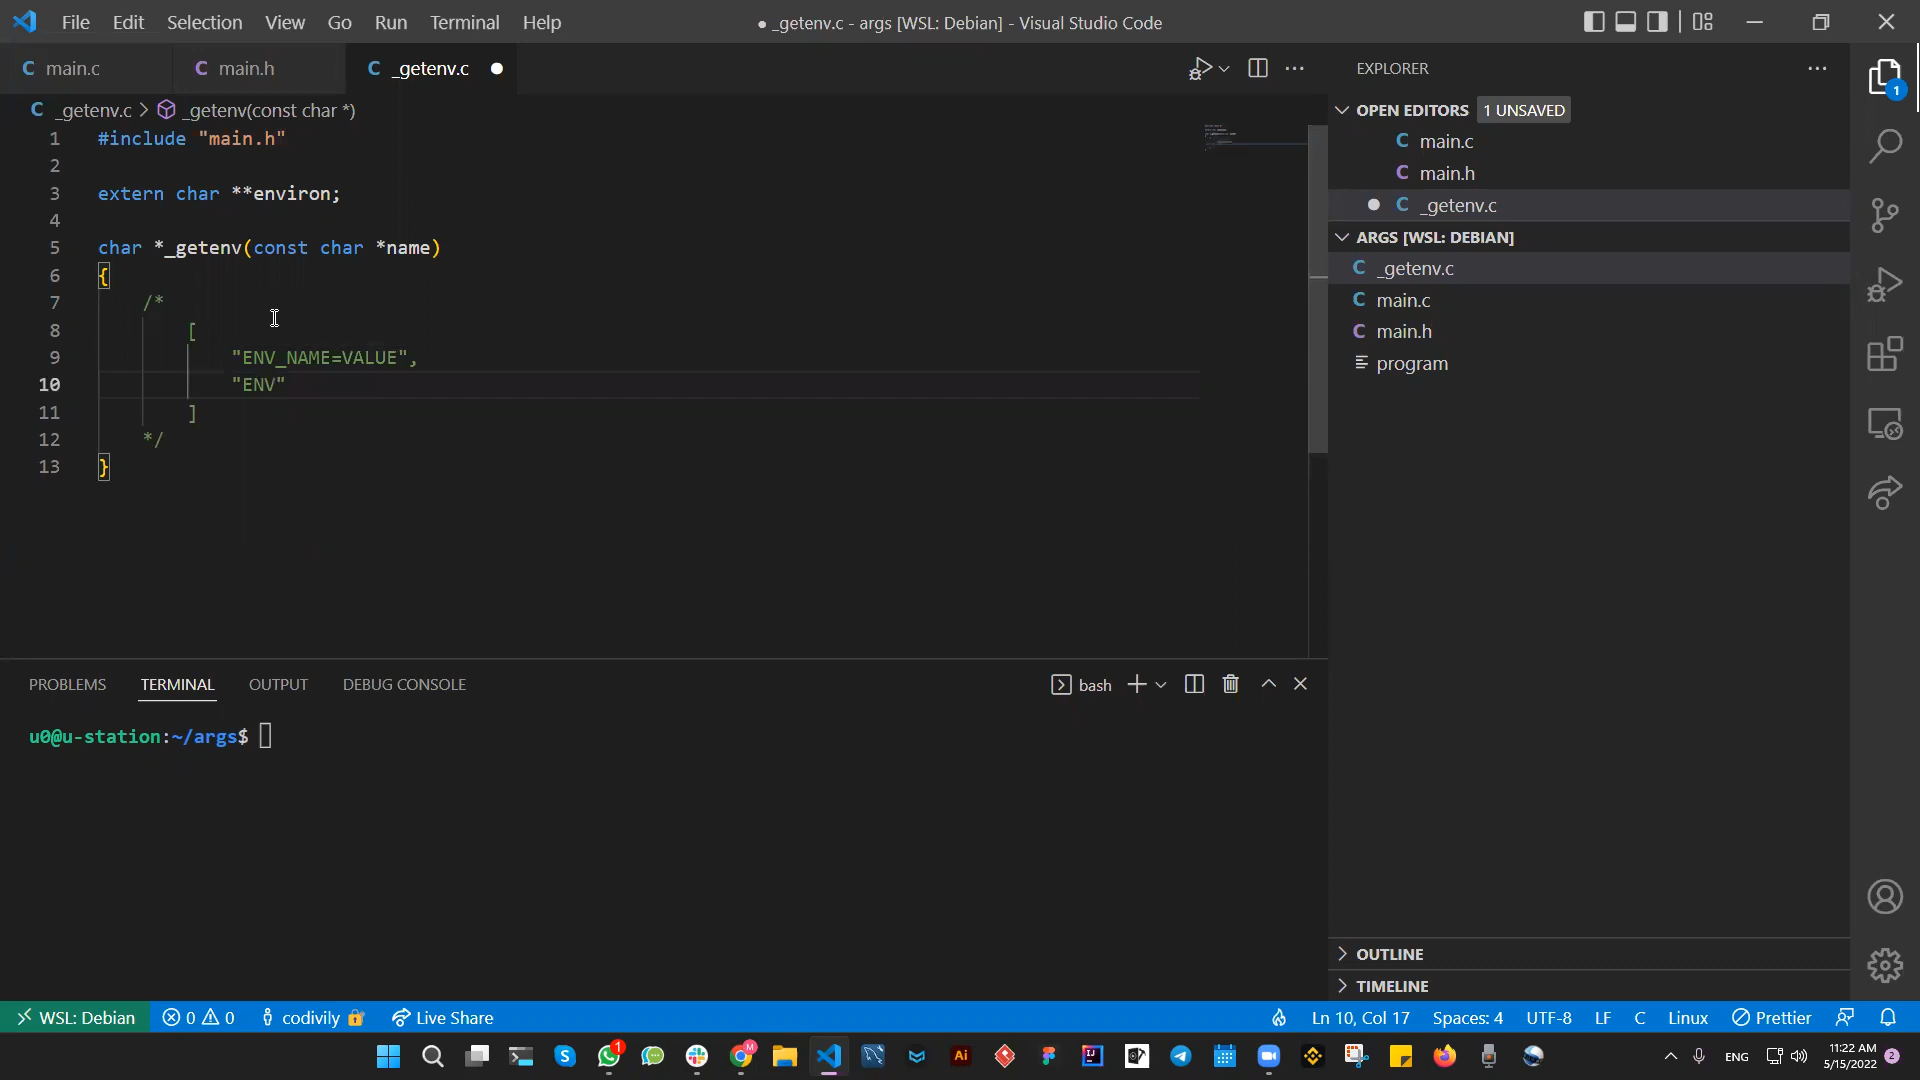 File Edit Selection View Go Run Terminal Help
● _getenv.c - args [WSL: Debian] - Visual Studio Code
C main.c
C main.h
C _getenv.c ●
C _getenv.c > _getenv(const char *)
1 #include "main.h"
2
3 extern char **environ;
4
5 char *_getenv(const char *name)
6 {
7 /*
8 [
9 "ENV_NAME=VALUE",
10 "ENV"
11 ]
12 */
13 }
EXPLORER
OPEN EDITORS 1 UNSAVED
C main.c
C main.h
● C _getenv.c
ARGS [WSL: DEBIAN]
C _getenv.c
C main.c
C main.h
program
OUTLINE
TIMELINE
1
PROBLEMS TERMINAL OUTPUT DEBUG CONSOLE
bash
u0@u-station:~/args$
WSL: Debian 0 0 codivily Live Share
Ln 10, Col 17 Spaces: 4 UTF-8 LF C Linux Prettier
1
M
Ai
IJ
ENG
11:22 AM
5/15/2022
2